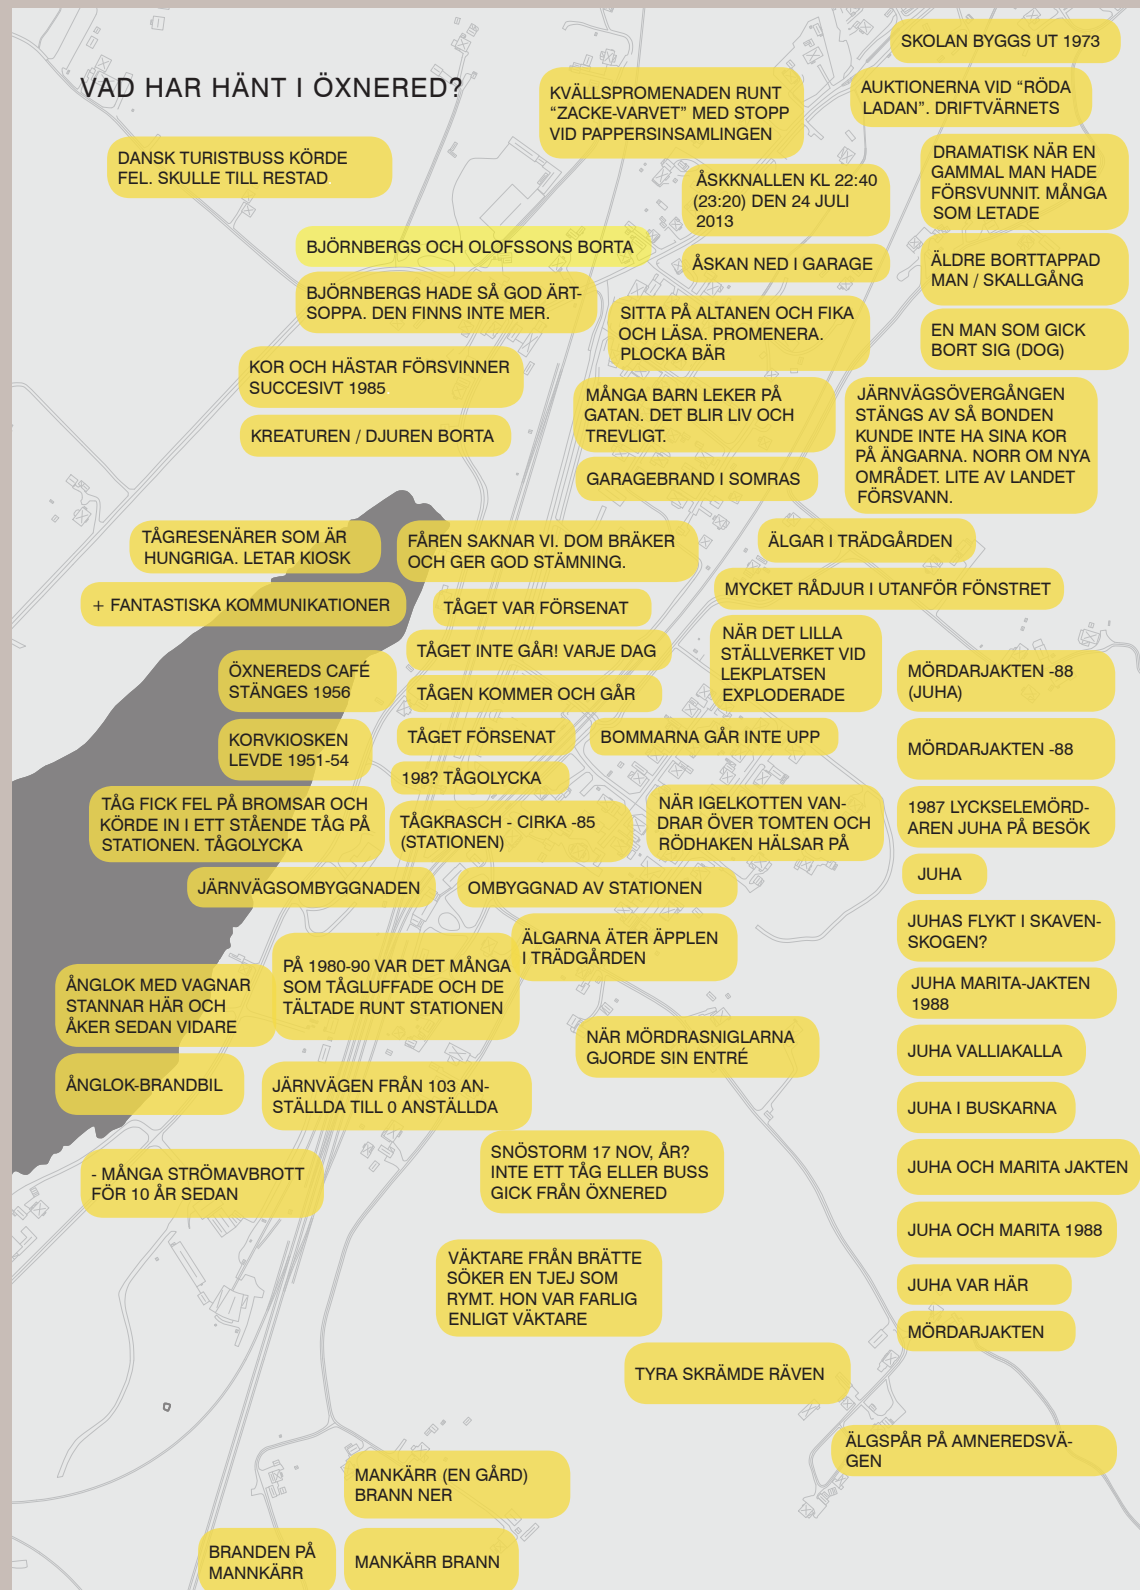 VAD HAR HÄNT I ÖXNERED?
SKOLAN BYGGS UT 1973
KVÄLLSPROMENADEN RUNT
"ZACKE-VARVET" MED STOPP
VID PAPPERSINSAMLINGEN
AUKTIONERNA VID "RÖDA
LADAN". DRIFTVÄRNETS
DANSK TURISTBUSS KÖRDE
FEL. SKULLE TILL RESTAD.
DRAMATISK NÄR EN
GAMMAL MAN HADE
FÖRSVUNNIT. MÅNGA
SOM LETADE
ÅSKKNALLEN KL 22:40
(23:20) DEN 24 JULI
2013
BJÖRNBERGS OCH OLOFSSONS BORTA
ÅSKAN NED I GARAGE
ÄLDRE BORTTAPPAD
MAN / SKALLGÅNG
BJÖRNBERGS HADE SÅ GOD ÄRT-
SOPPA. DEN FINNS INTE MER.
SITTA PÅ ALTANEN OCH FIKA
OCH LÄSA. PROMENERA.
PLOCKA BÄR
EN MAN SOM GICK
BORT SIG (DOG)
KOR OCH HÄSTAR FÖRSVINNER
SUCCESIVT 1985.
MÅNGA BARN LEKER PÅ
GATAN. DET BLIR LIV OCH
TREVLIGT.
JÄRNVÄGSÖVERGÅNGEN
STÄNGS AV SÅ BONDEN
KUNDE INTE HA SINA KOR
PÅ ÄNGARNA. NORR OM NYA
OMRÅDET. LITE AV LANDET
FÖRSVANN.
KREATUREN / DJUREN BORTA
GARAGEBRAND I SOMRAS
TÅGRESENÄRER SOM ÄR
HUNGRIGA. LETAR KIOSK
FÅREN SAKNAR VI. DOM BRÄKER
OCH GER GOD STÄMNING.
ÄLGAR I TRÄDGÅRDEN
MYCKET RÅDJUR I UTANFÖR FÖNSTRET
+ FANTASTISKA KOMMUNIKATIONER
TÅGET VAR FÖRSENAT
TÅGET INTE GÅR! VARJE DAG
NÄR DET LILLA
STÄLLVERKET VID
LEKPLATSEN
EXPLODERADE
ÖXNEREDS CAFÉ
STÄNGES 1956
MÖRDARJAKTEN -88
(JUHA)
TÅGEN KOMMER OCH GÅR
KORVKIOSKEN
LEVDE 1951-54
TÅGET FÖRSENAT
BOMMARNA GÅR INTE UPP
MÖRDARJAKTEN -88
198? TÅGOLYCKA
TÅG FICK FEL PÅ BROMSAR OCH
KÖRDE IN I ETT STÅENDE TÅG PÅ
STATIONEN. TÅGOLYCKA
TÅGKRASCH - CIRKA -85
(STATIONEN)
NÄR IGELKOTTEN VAN-
DRAR ÖVER TOMTEN OCH
RÖDHAKEN HÄLSAR PÅ
1987 LYCKSELEMÖRD-
AREN JUHA PÅ BESÖK
JUHA
JÄRNVÄGSOMBYGGNADEN
OMBYGGNAD AV STATIONEN
JUHAS FLYKT I SKAVEN-
SKOGEN?
ÄLGARNA ÄTER ÄPPLEN
I TRÄDGÅRDEN
PÅ 1980-90 VAR DET MÅNGA
SOM TÅGLUFFADE OCH DE
TÄLTADE RUNT STATIONEN
ÅNGLOK MED VAGNAR
STANNAR HÄR OCH
ÅKER SEDAN VIDARE
JUHA MARITA-JAKTEN
1988
NÄR MÖRDRASNIGLARNA
GJORDE SIN ENTRÉ
JUHA VALLIAKALLA
ÅNGLOK-BRANDBIL
JÄRNVÄGEN FRÅN 103 AN-
STÄLLDA TILL 0 ANSTÄLLDA
JUHA I BUSKARNA
SNÖSTORM 17 NOV, ÅR?
INTE ETT TÅG ELLER BUSS
GICK FRÅN ÖXNERED
JUHA OCH MARITA JAKTEN
- MÅNGA STRÖMAVBROTT
FÖR 10 ÅR SEDAN
JUHA OCH MARITA 1988
VÄKTARE FRÅN BRÄTTE
SÖKER EN TJEJ SOM
RYMT. HON VAR FARLIG
ENLIGT VÄKTARE
JUHA VAR HÄR
MÖRDARJAKTEN
TYRA SKRÄMDE RÄVEN
ÄLGSPÅR PÅ AMNEREDSVÄ-
GEN
MANKÄRR (EN GÅRD)
BRANN NER
BRANDEN PÅ
MANNKÄRR
MANKÄRR BRANN